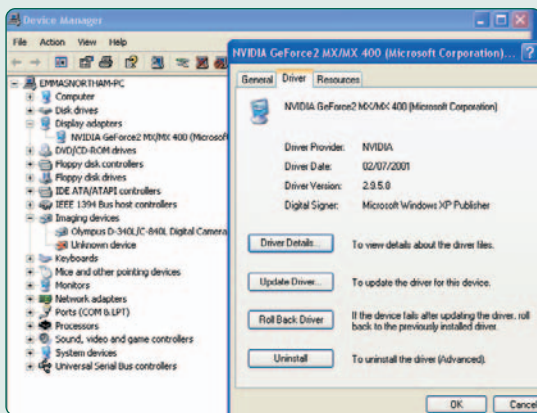 Device Manager
File Action View Help
EMMASNORTHAM-PC
Computer
Disk drives
Display adapters
NVIDIA GeForce2 MX/MX 400 (Microsoft
DVD/CD-ROM drives
Floppy disk controllers
Floppy disk drives
IDE ATA/ATAPI controllers
IEEE 1394 Bus host controllers
Imaging devices
Olympus D-340L/C-840L Digital Camera
Unknown device
Keyboards
Mice and other pointing devices
Monitors
Network adapters
Ports (COM & LPT)
Processors
Sound, video and game controllers
System devices
Universal Serial Bus controllers
NVIDIA GeForce2 MX/MX 400 (Microsoft Corporation)...
General Driver Resources
NVIDIA GeForce2 MX/MX 400 (Microsoft Corporation)
Driver Provider: NVIDIA
Driver Date: 02/07/2001
Driver Version: 2.9.5.8
Digital Signer: Microsoft Windows XP Publisher
Driver Details... To view details about the driver files.
Update Driver... To update the driver for this device.
Roll Back Driver If the device fails after updating the driver, roll
back to the previously installed driver.
Uninstall To uninstall the driver (Advanced).
OK Cancel